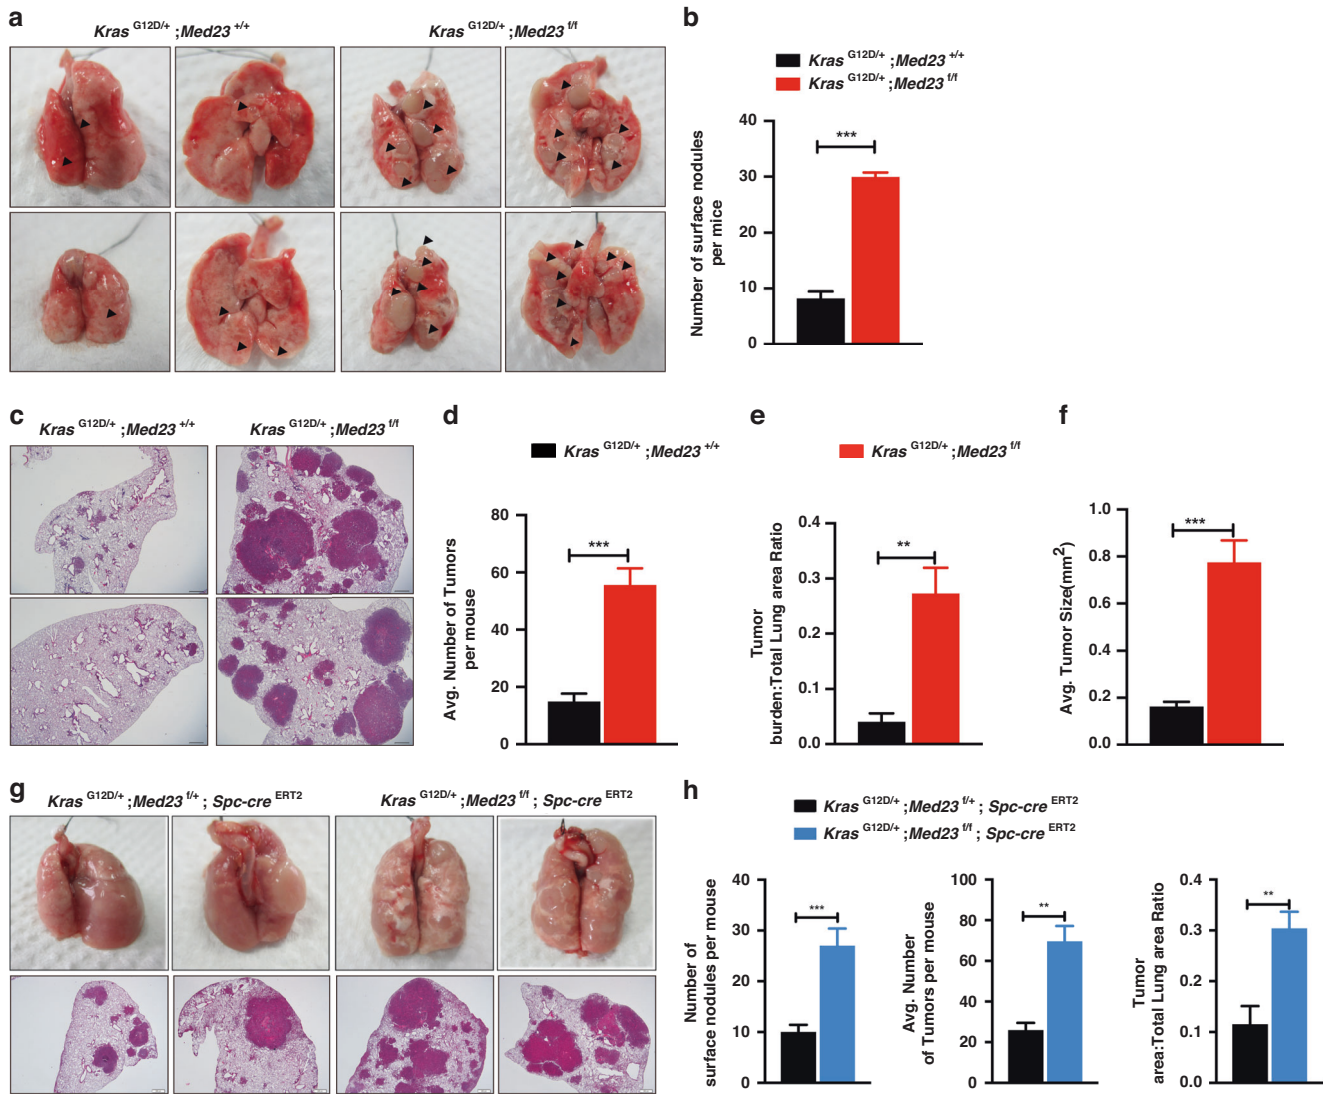 a
Kras G12D/+ ;Med23 +/+
Kras G12D/+ ;Med23 f/f
b
Kras G12D/+ ;Med23 +/+
Kras G12D/+ ;Med23 f/f
Number of surface nodules
per mice
40
30
20
10
0
***
c
Kras G12D/+ ;Med23 +/+
Kras G12D/+ ;Med23 f/f
d
Kras G12D/+ ;Med23 +/+
Avg. Number of Tumors
per mouse
80
60
40
20
0
***
e
Kras G12D/+ ;Med23 f/f
Tumor
burden:Total Lung area Ratio
0.4
0.3
0.2
0.1
0.0
**
f
Avg. Tumor Size(mm2)
1.0
0.8
0.6
0.4
0.2
0.0
***
g
Kras G12D/+ ;Med23 f/+ ; Spc-cre ERT2
Kras G12D/+ ;Med23 f/f ; Spc-cre ERT2
h
Kras G12D/+ ;Med23 f/+ ; Spc-cre ERT2
Kras G12D/+ ;Med23 f/f ; Spc-cre ERT2
Number of
surface nodules per mouse
40
30
20
10
0
***
Avg. Number
of Tumors per mouse
100
80
60
40
20
0
**
Tumor
area:Total Lung area Ratio
0.4
0.3
0.2
0.1
0.0
**